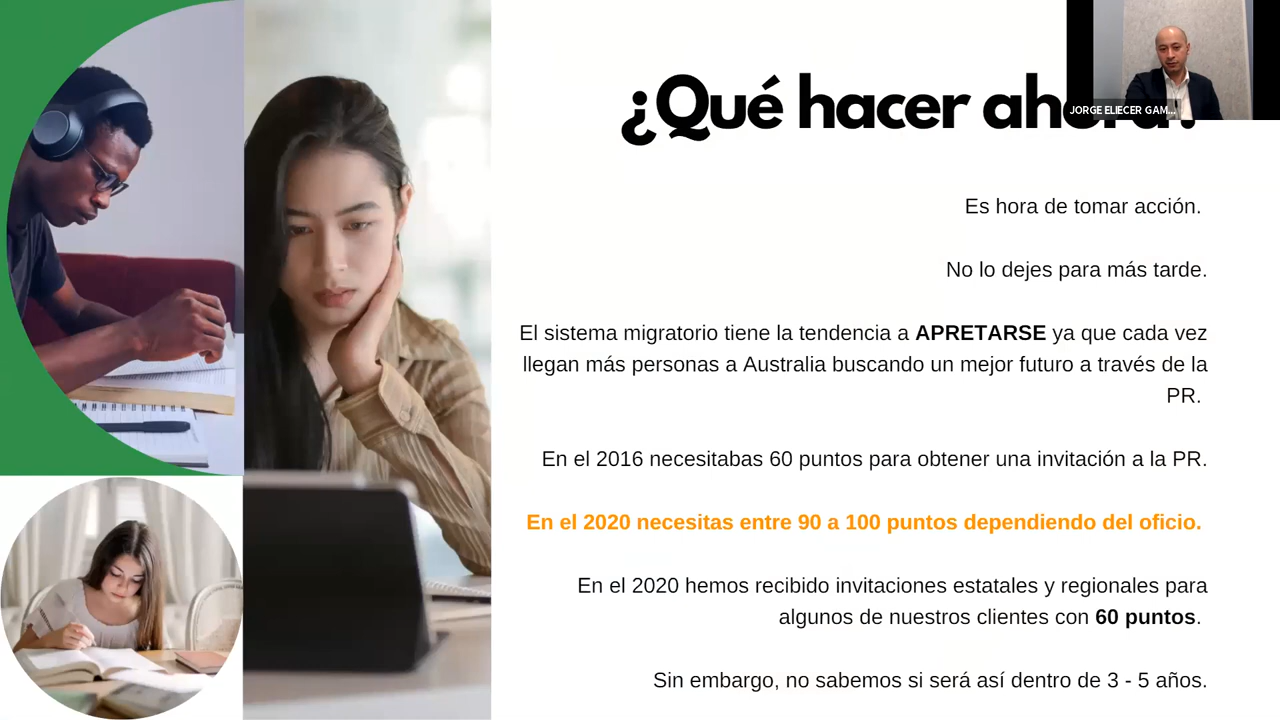 ¿Qué hacer ahora?
JORGE ELIECER GAM...
Es hora de tomar acción.
No lo dejes para más tarde.
El sistema migratorio tiene la tendencia a APRETARSE ya que cada vez
llegan más personas a Australia buscando un mejor futuro a través de la
PR.
En el 2016 necesitabas 60 puntos para obtener una invitación a la PR.
En el 2020 necesitas entre 90 a 100 puntos dependiendo del oficio.
En el 2020 hemos recibido invitaciones estatales y regionales para
algunos de nuestros clientes con 60 puntos.
Sin embargo, no sabemos si será así dentro de 3 - 5 años.